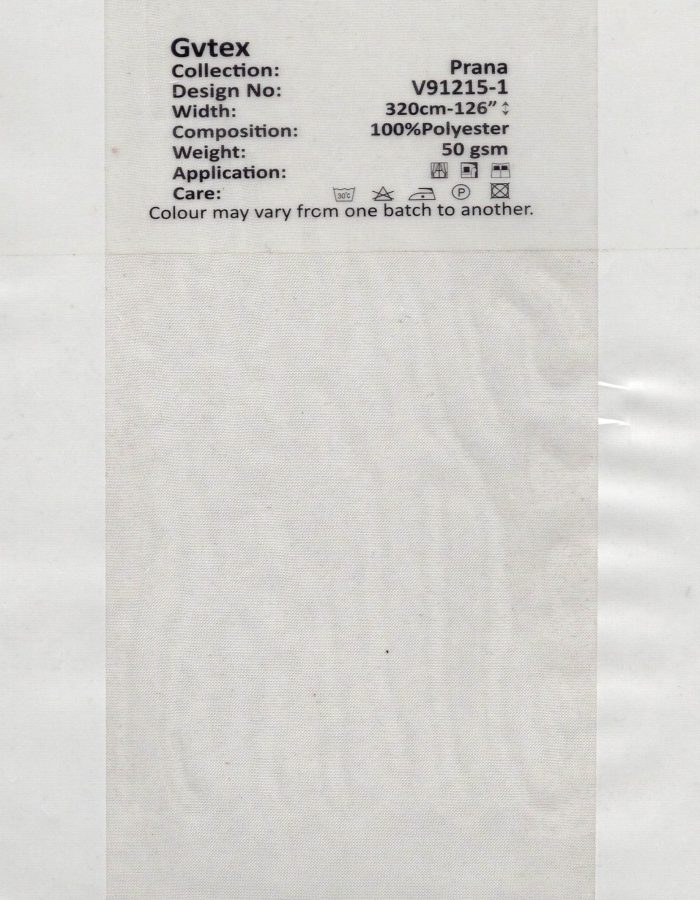 Gvtex
Collection: Prana
Design No: V91215-1
Width: 320cm-126″
Composition: 100%Polyester
Weight: 50 gsm
Application:
Care: 30°C P
Colour may vary from one batch to another.